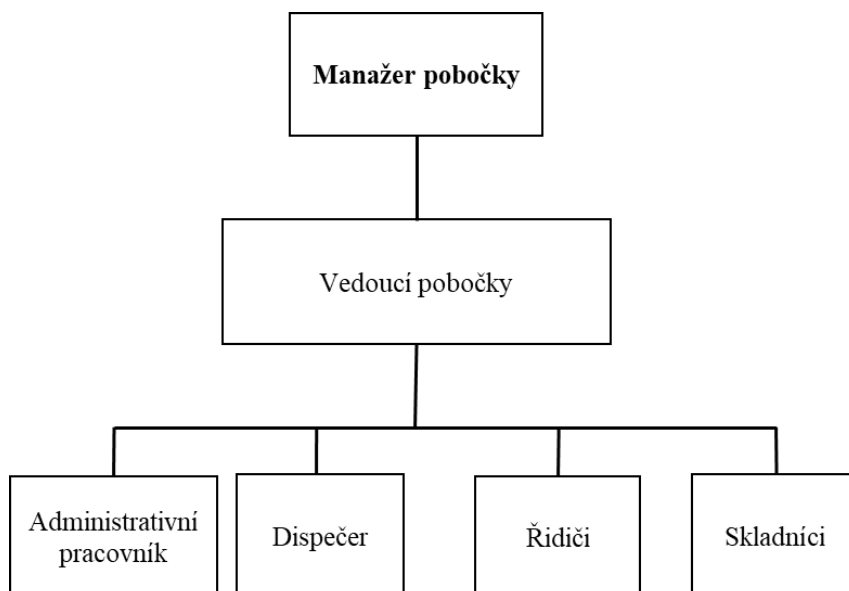 Manažer pobočky
Vedoucí pobočky
Administrativní
pracovník
Dispečer
Řidiči
Skladníci